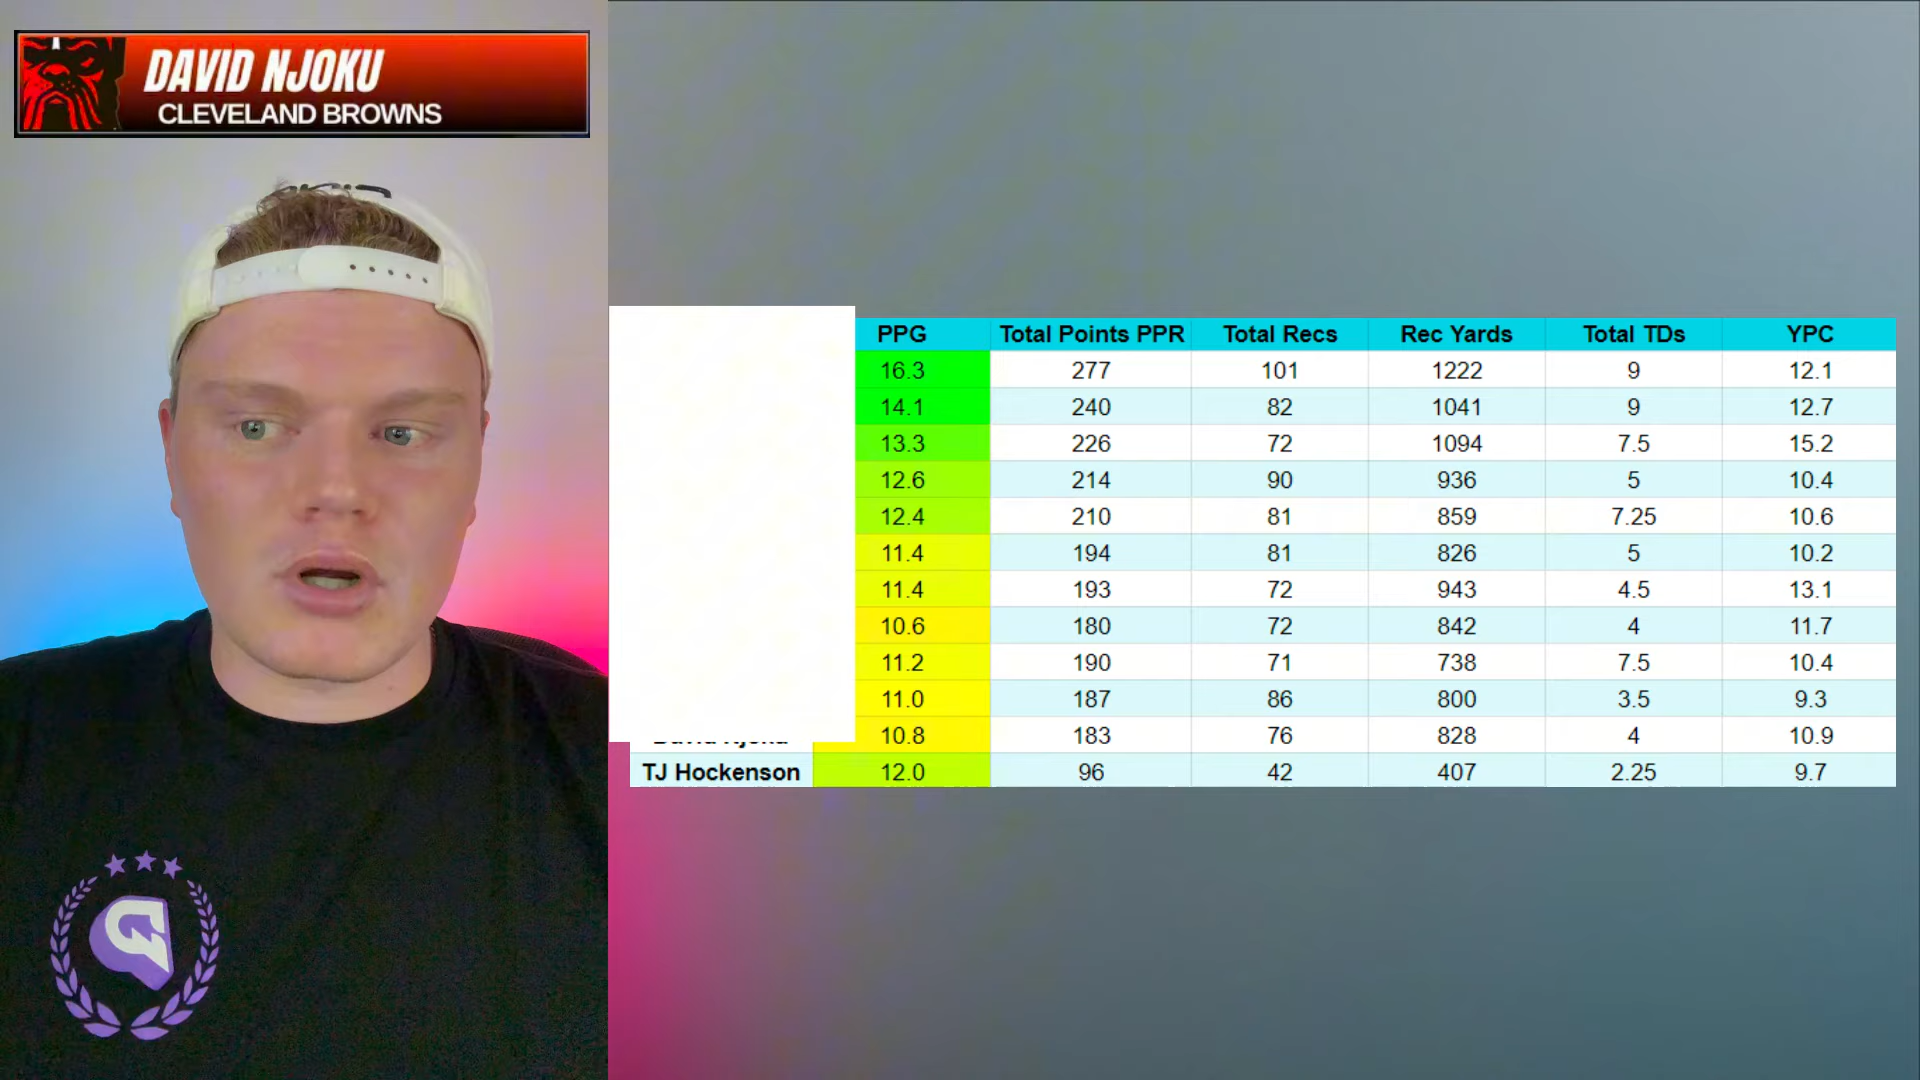 DAVID NJOKU
CLEVELAND BROWNS
PPG Total Points PPR Total Recs Rec Yards Total TDs YPC
16.3 277 101 1222 9 12.1
14.1 240 82 1041 9 12.7
13.3 226 72 1094 7.5 15.2
12.6 214 90 936 5 10.4
12.4 210 81 859 7.25 10.6
11.4 194 81 826 5 10.2
11.4 193 72 943 4.5 13.1
10.6 180 72 842 4 11.7
11.2 190 71 738 7.5 10.4
11.0 187 86 800 3.5 9.3
10.8 183 76 828 4 10.9
TJ Hockenson 12.0 96 42 407 2.25 9.7